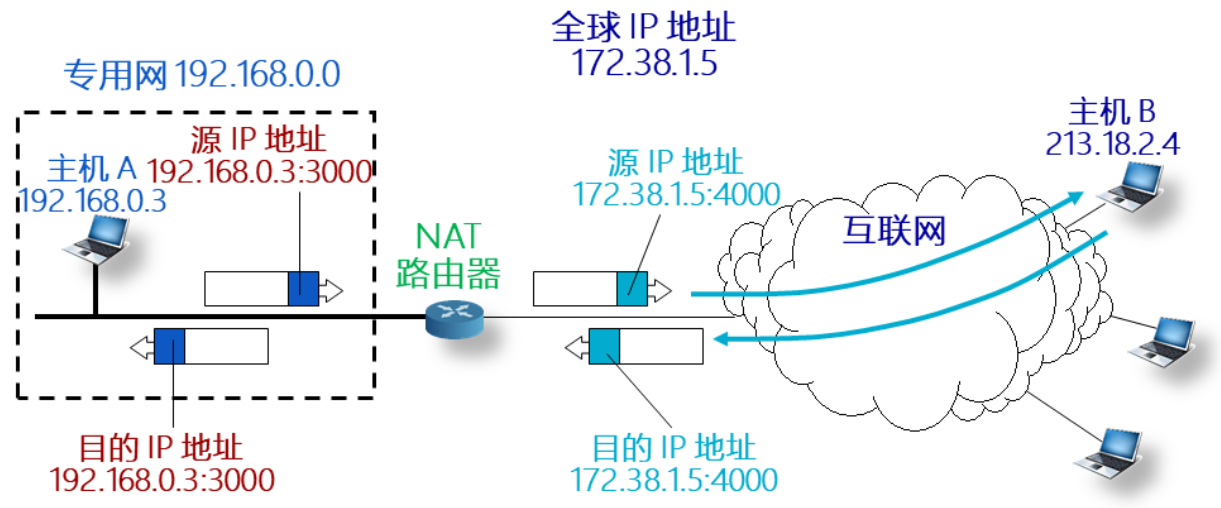 全球 IP 地址
172.38.1.5
专用网 192.168.0.0
主机 B
213.18.2.4
源 IP 地址
192.168.0.3:3000
主机 A
192.168.0.3
源 IP 地址
172.38.1.5:4000
互联网
NAT
路由器
目的 IP 地址
192.168.0.3:3000
目的 IP 地址
172.38.1.5:4000